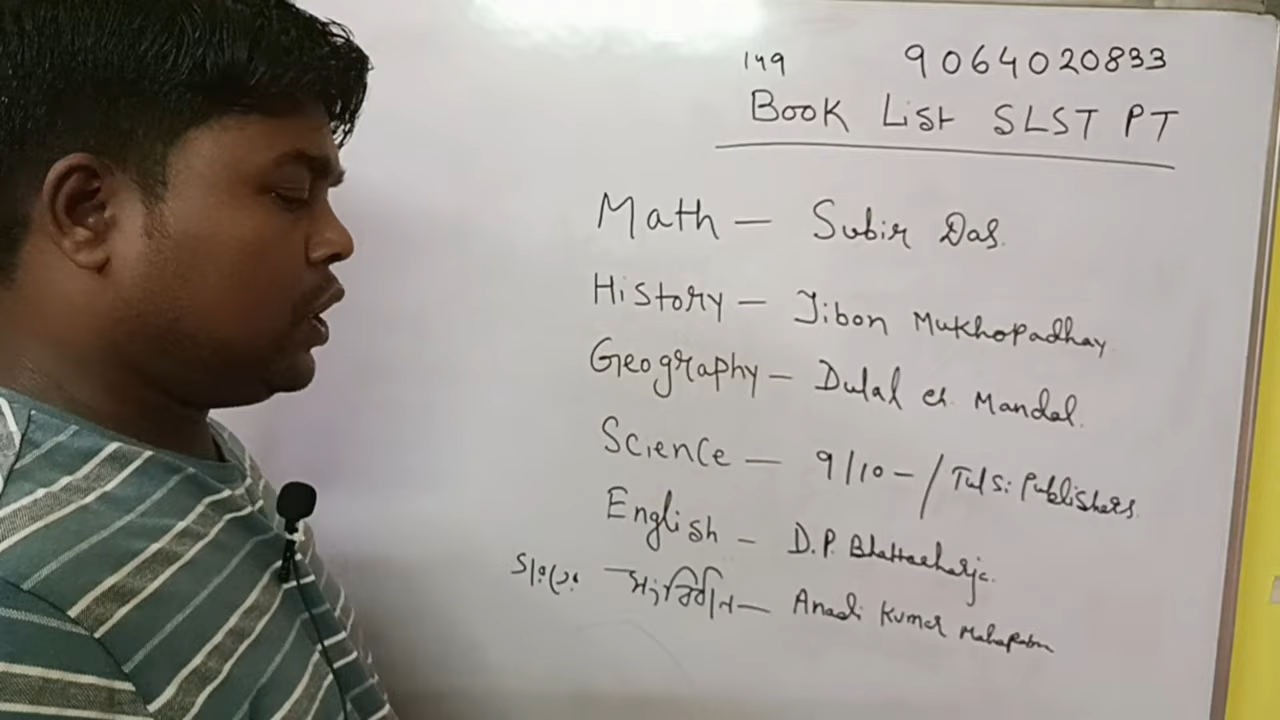 149 9064020833
Book List SLST PT
Math — Subir Das.
History — Jibon Mukhopadhay
Geography — Dulal ch. Mandal.
Science — 9/10 — / Tulsi Publishers.
English — D.P. Bhattacharje.
— Anadi Kumar Mahapatra